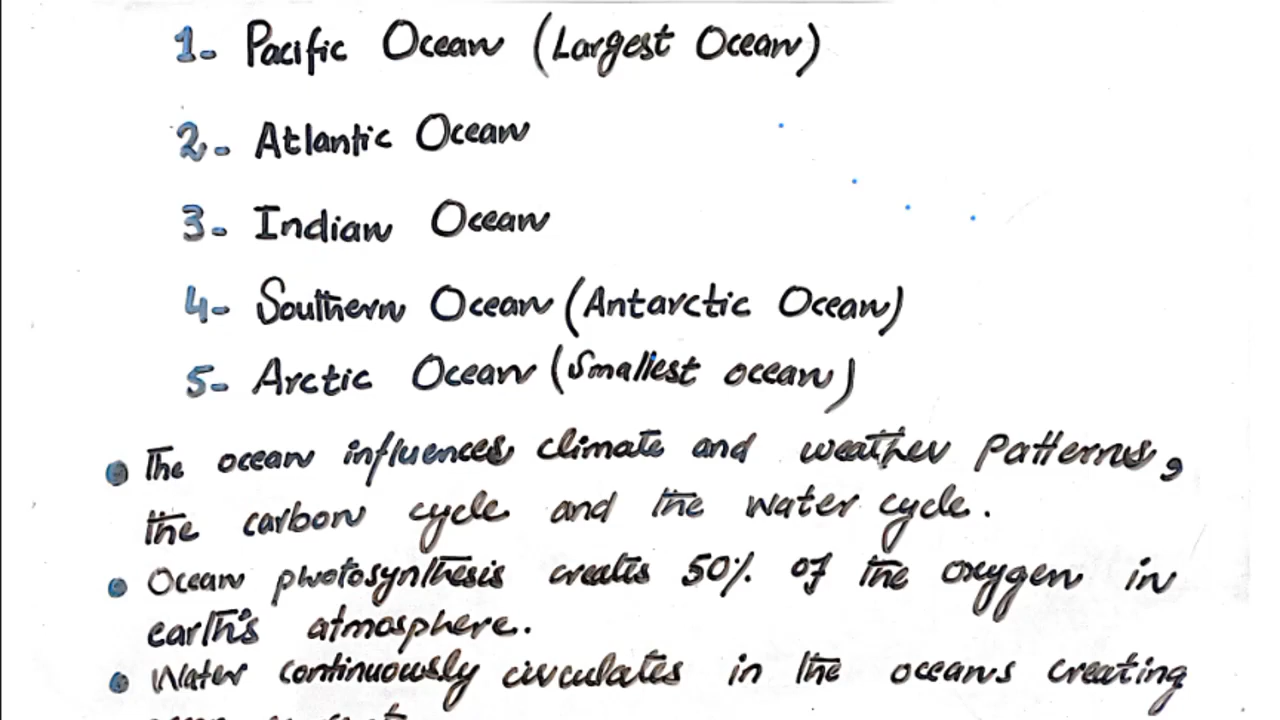 1- Pacific Ocean (Largest Ocean)
2- Atlantic Ocean
3- Indian Ocean
4- Southern Ocean (Antarctic Ocean)
5- Arctic Ocean (Smallest ocean)
• The ocean influences climate and weather Patterns,
the carbon cycle and the water cycle.
• Ocean photosynthesis creates 50% of the oxygen in
earth's atmosphere.
• Water continuously circulates in the oceans creating